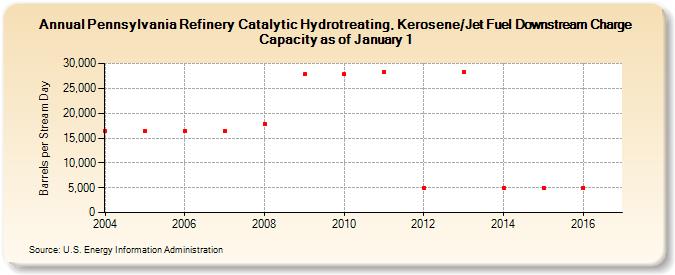 Annual Pennsylvania Refinery Catalytic Hydrotreating, Kerosene/Jet Fuel Downstream Charge
Capacity as of January 1
Barrels per Stream Day
30,000
25,000
20,000
15,000
10,000
5,000
0
2004 2006 2008 2010 2012 2014 2016
Source: U.S. Energy Information Administration